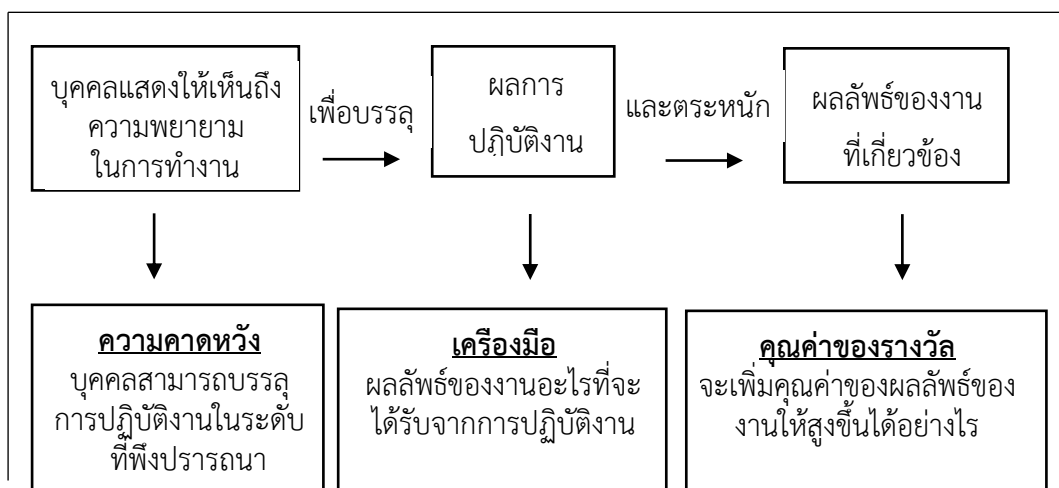 บุคคลแสดงให้เห็นถึง
ความพยายาม
ในการทำงาน
เพื่อบรรลุ
ผลการ
ปฏิบัติงาน
และตระหนัก
ผลลัพธ์ของงาน
ที่เกี่ยวข้อง
ความคาดหวัง
บุคคลสามารถบรรลุ
การปฏิบัติงานในระดับ
ที่พึงปรารถนา
เครื่องมือ
ผลลัพธ์ของงานอะไรที่จะ
ได้รับจากการปฏิบัติงาน
คุณค่าของรางวัล
จะเพิ่มคุณค่าของผลลัพธ์ของ
งานให้สูงขึ้นได้อย่างไร